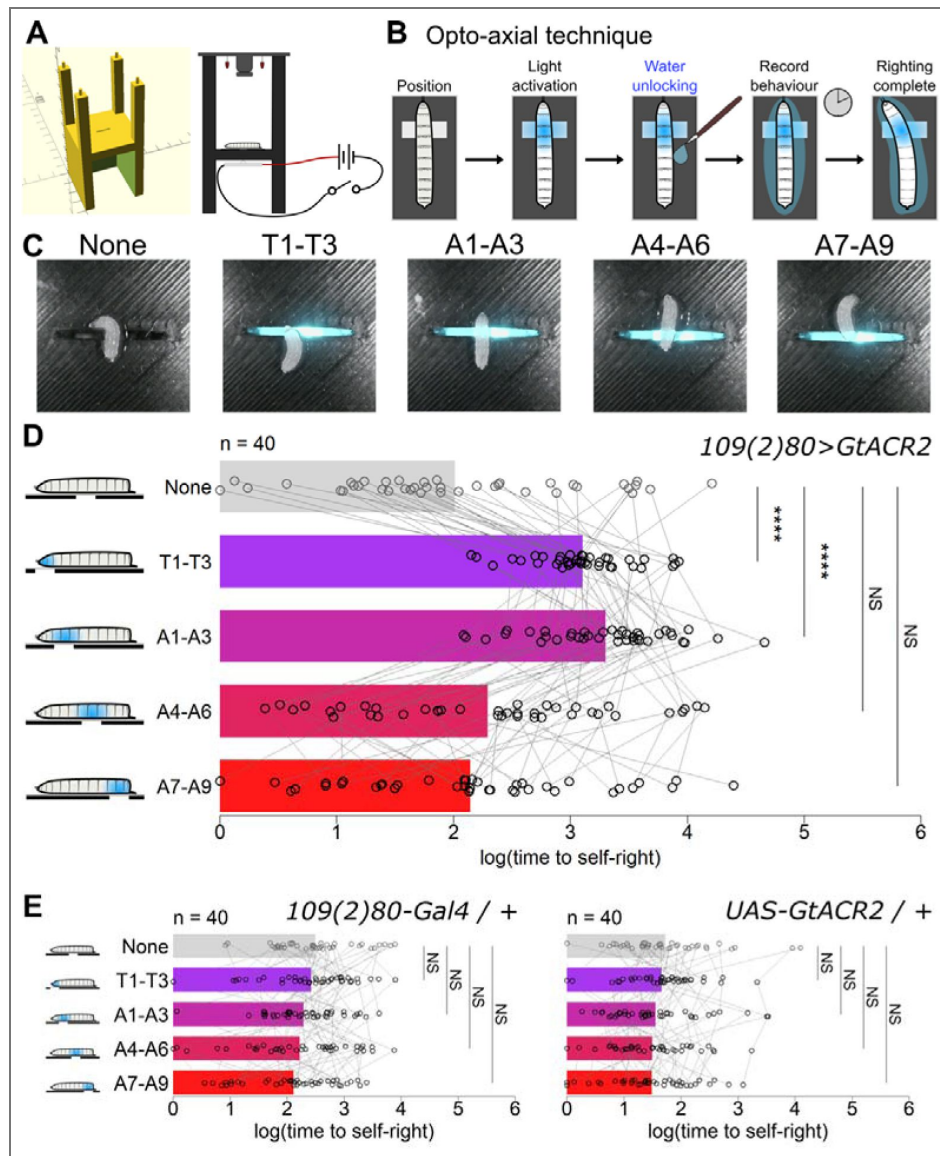 A
B Opto-axial technique
Position
Light activation
Water unlocking
Record behaviour
Righting complete
C
None
T1-T3
A1-A3
A4-A6
A7-A9
D
n = 40
109(2)80>GtACR2
None
T1-T3
A1-A3
A4-A6
A7-A9
****
****
NS
NS
0 1 2 3 4 5 6
log(time to self-right)
E
n = 40
109(2)80-Gal4 / +
None
T1-T3
A1-A3
A4-A6
A7-A9
NS
NS
NS
NS
0 1 2 3 4 5 6
log(time to self-right)
n = 40
UAS-GtACR2 / +
NS
NS
NS
NS
0 1 2 3 4 5 6
log(time to self-right)